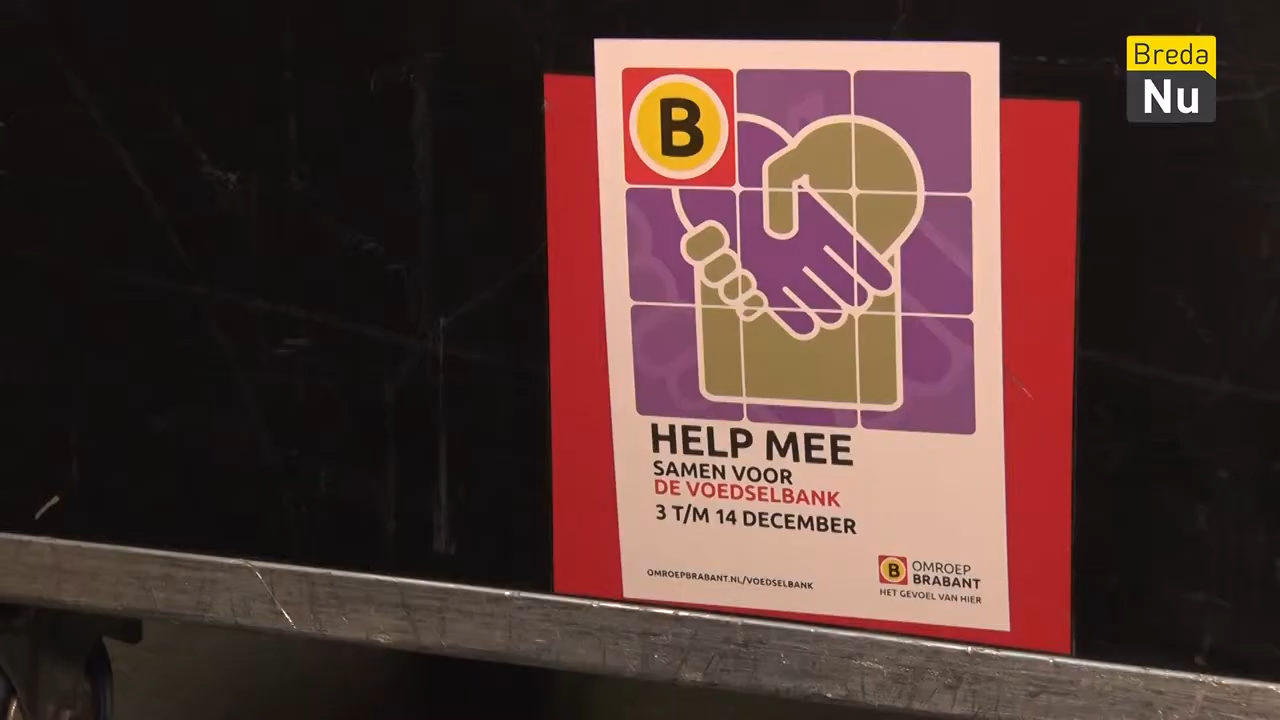 Breda
Nu
B
HELP MEE
SAMEN VOOR
DE VOEDSELBANK
3 T/M 14 DECEMBER
OMROEPBRABANT.NL/VOEDSELBANK
B
OMROEP
BRABANT
HET GEVOEL VAN HIER